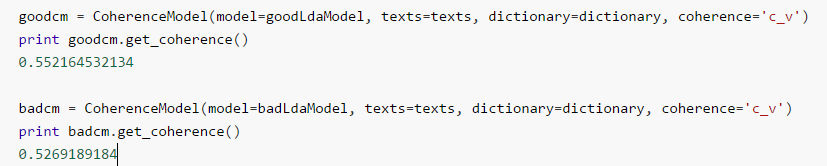 goodcm = CoherenceModel(model=goodLdaModel, texts=texts, dictionary=dictionary, coherence='c_v')
print goodcm.get_coherence()
0.552164532134
badcm = CoherenceModel(model=badLdaModel, texts=texts, dictionary=dictionary, coherence='c_v')
print badcm.get_coherence()
0.5269189184